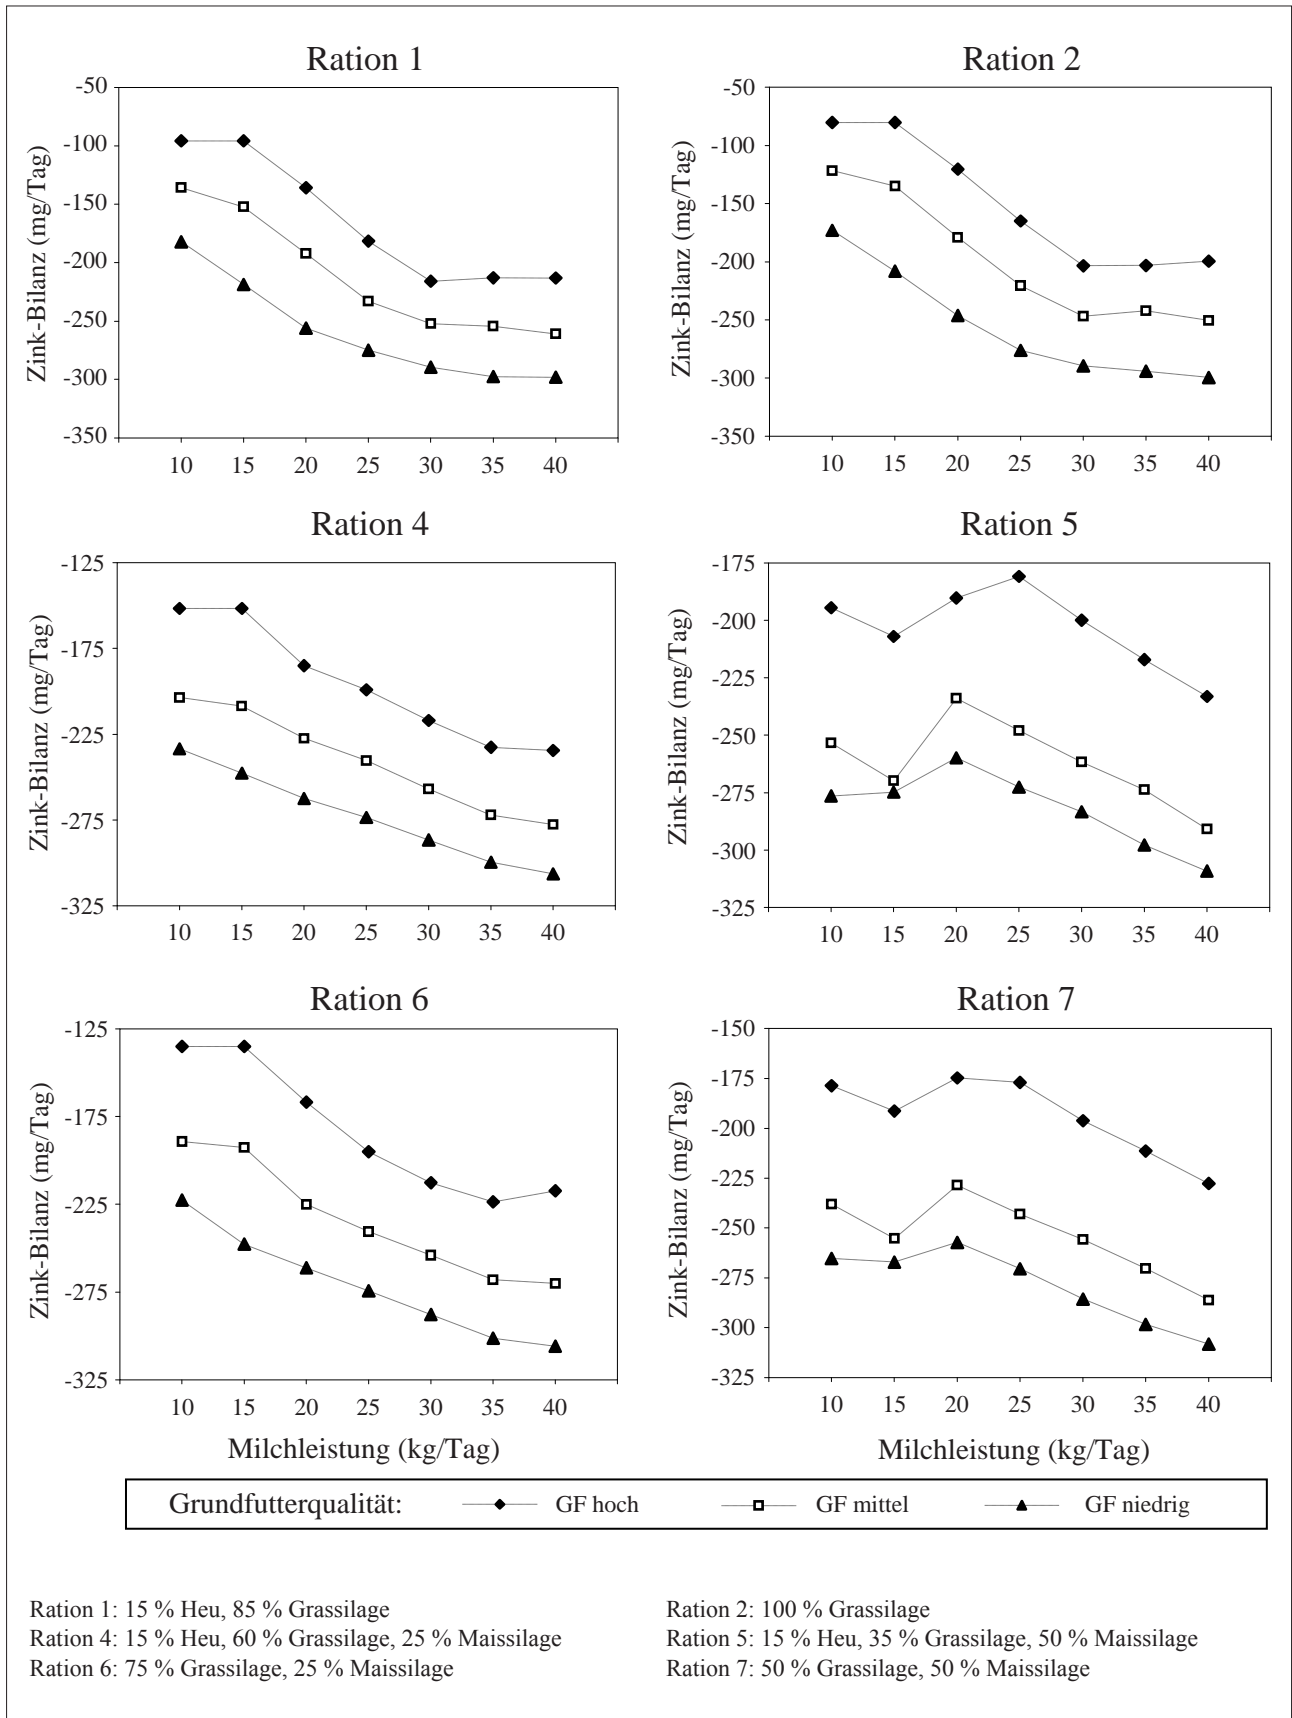 Ration 1
-50
-100
-150
-200
-250
-300
-350
Zink-Bilanz (mg/Tag)
10 15 20 25 30 35 40
Ration 2
-50
-100
-150
-200
-250
-300
-350
Zink-Bilanz (mg/Tag)
10 15 20 25 30 35 40
Ration 4
-125
-175
-225
-275
-325
Zink-Bilanz (mg/Tag)
10 15 20 25 30 35 40
Ration 5
-175
-200
-225
-250
-275
-300
-325
Zink-Bilanz (mg/Tag)
10 15 20 25 30 35 40
Ration 6
-125
-175
-225
-275
-325
Zink-Bilanz (mg/Tag)
10 15 20 25 30 35 40
Milchleistung (kg/Tag)
Ration 7
-150
-175
-200
-225
-250
-275
-300
-325
Zink-Bilanz (mg/Tag)
10 15 20 25 30 35 40
Milchleistung (kg/Tag)
Grundfutterqualität: GF hoch GF mittel GF niedrig
Ration 1: 15 % Heu, 85 % Grassilage
Ration 2: 100 % Grassilage
Ration 4: 15 % Heu, 60 % Grassilage, 25 % Maissilage
Ration 5: 15 % Heu, 35 % Grassilage, 50 % Maissilage
Ration 6: 75 % Grassilage, 25 % Maissilage
Ration 7: 50 % Grassilage, 50 % Maissilage